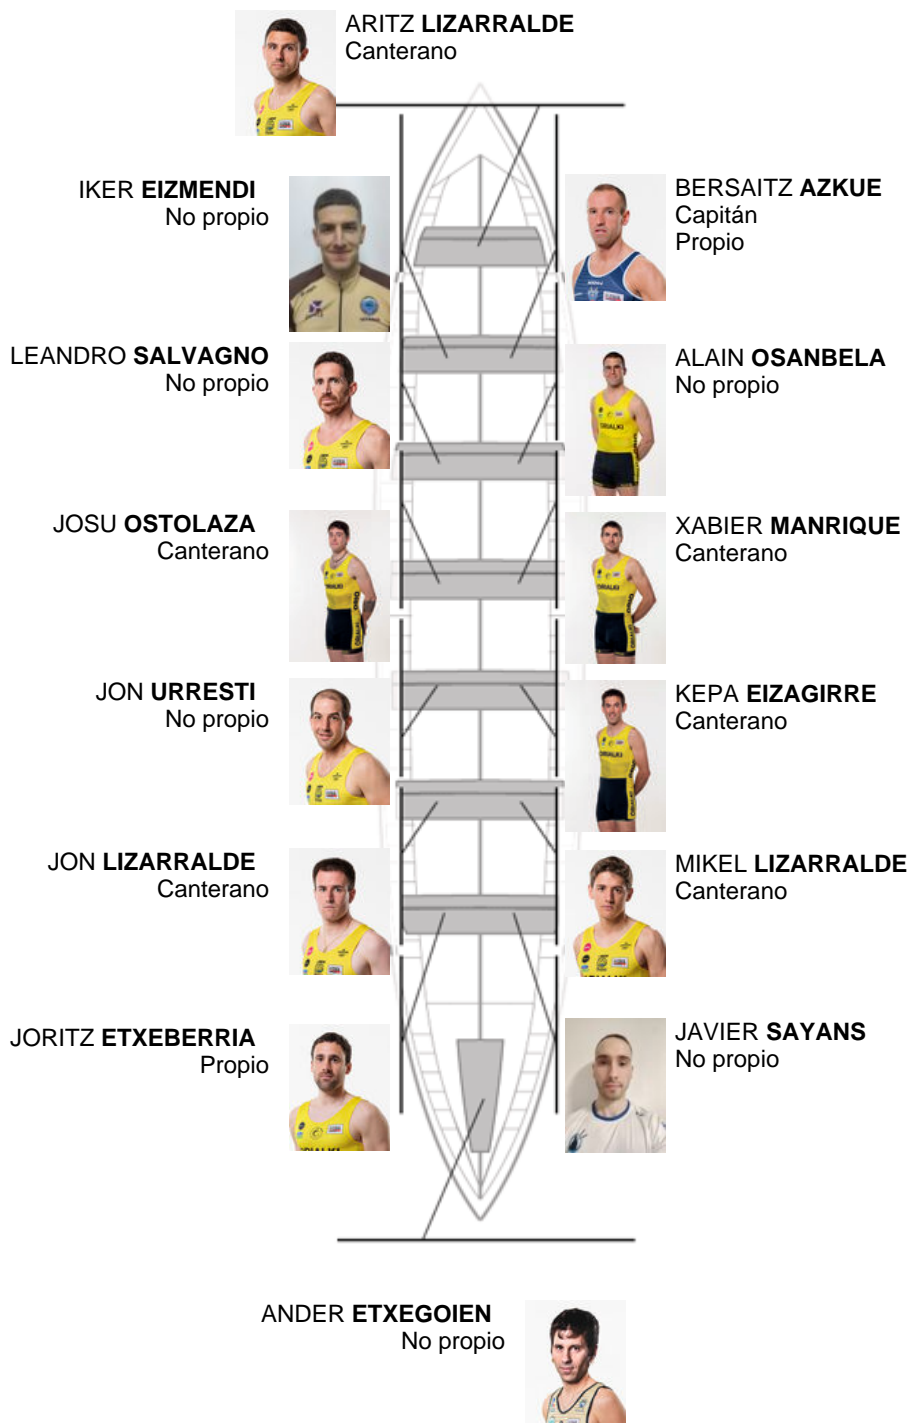 ARITZ LIZARRALDE
Canterano
IKER EIZMENDI
No propio
BERSAITZ AZKUE
Capitán
Propio
LEANDRO SALVAGNO
No propio
ALAIN OSANBELA
No propio
JOSU OSTOLAZA
Canterano
XABIER MANRIQUE
Canterano
JON URRESTI
No propio
KEPA EIZAGIRRE
Canterano
JON LIZARRALDE
Canterano
MIKEL LIZARRALDE
Canterano
JORITZ ETXEBERRIA
Propio
JAVIER SAYANS
No propio
ANDER ETXEGOIEN
No propio